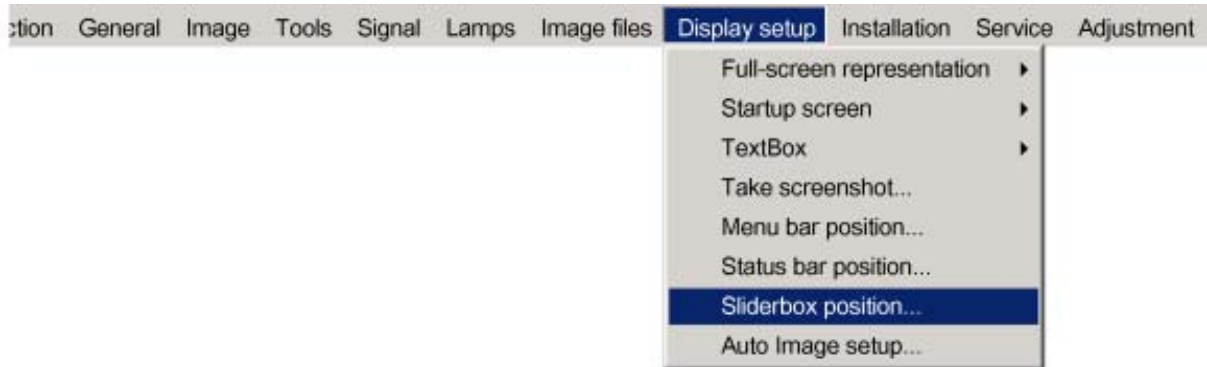 ction General Image Tools Signal Lamps Image files Display setup Installation Service Adjustment
Full-screen representation
Startup screen
TextBox
Take screenshot...
Menu bar position...
Status bar position...
Sliderbox position...
Auto Image setup...